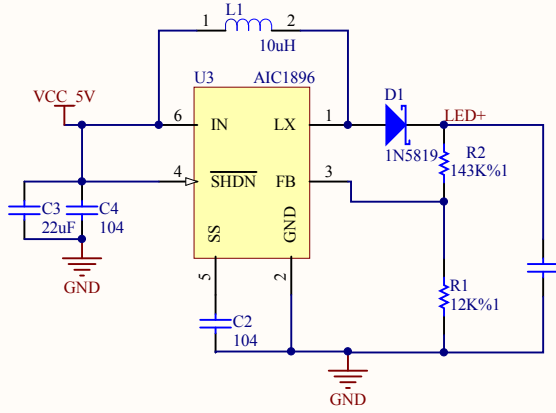 L1
1 2
10uH
U3 AIC1896
VCC_5V
D1
6 IN LX 1
LED+
1N5819
R2
143K%1
4 SHDN FB 3
C3 C4
22uF 104
SS GND
GND
5 2
R1
12K%1
C2
104
GND